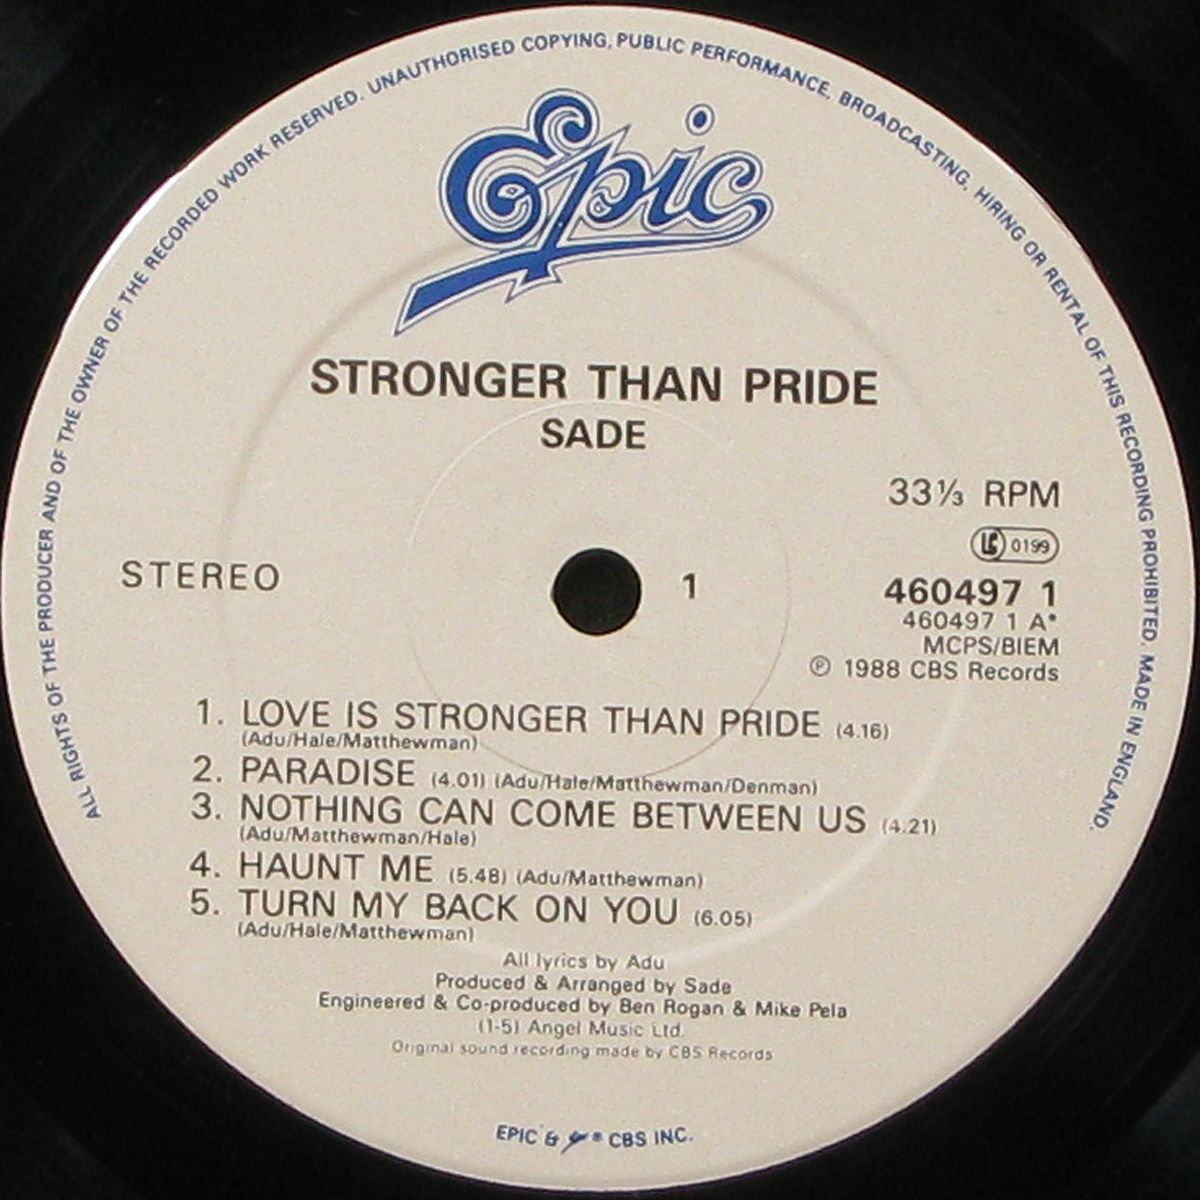 ALL RIGHTS OF THE PRODUCER AND OF THE OWNER OF THE RECORDED WORK RESERVED. UNAUTHORISED COPYING, PUBLIC PERFORMANCE, BROADCASTING, HIRING OR RENTAL OF THIS RECORDING PROHIBITED. MADE IN ENGLAND.
Epic
STRONGER THAN PRIDE
SADE
33⅓ RPM
LC 0199
STEREO
1
460497 1
460497 1 A*
MCPS/BIEM
Ⓟ 1988 CBS Records
1. LOVE IS STRONGER THAN PRIDE (4.16)
(Adu/Hale/Matthewman)
2. PARADISE (4.01) (Adu/Hale/Matthewman/Denman)
3. NOTHING CAN COME BETWEEN US (4.21)
(Adu/Matthewman/Hale)
4. HAUNT ME (5.48) (Adu/Matthewman)
5. TURN MY BACK ON YOU (6.05)
(Adu/Hale/Matthewman)
All lyrics by Adu
Produced & Arranged by Sade
Engineered & Co-produced by Ben Rogan & Mike Pela
(1-5) Angel Music Ltd.
Original sound recording made by CBS Records
EPIC & ® CBS INC.